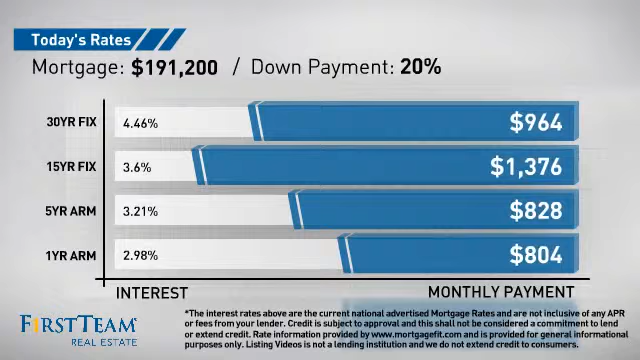 Today's Rates
Mortgage: $191,200 / Down Payment: 20%
30YR FIX 4.46% $964
15YR FIX 3.6% $1,376
5YR ARM 3.21% $828
1YR ARM 2.98% $804
INTEREST MONTHLY PAYMENT
FIRSTTEAM®
REAL ESTATE
*The interest rates above are the current national advertised Mortgage Rates and are not inclusive of any APR
or fees from your lender. Credit is subject to approval and this shall not be considered a commitment to lend
or extend credit. Rate information provided by www.mortgagefit.com and is provided for general informational
purposes only. Listing Videos is not a lending institution and we do not extend credit to consumers.